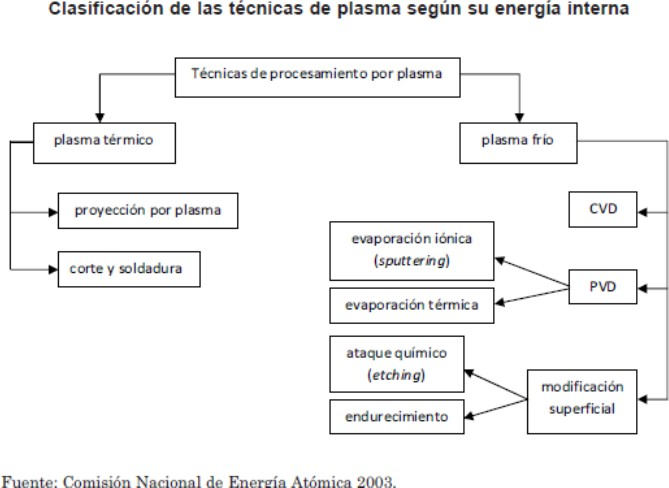 Clasificación de las técnicas de plasma según su energía interna
Técnicas de procesamiento por plasma
plasma térmico
plasma frío
proyección por plasma
corte y soldadura
CVD
evaporación iónica
(sputtering)
PVD
evaporación térmica
ataque químico
(etching)
modificación
superficial
endurecimiento
Fuente: Comisión Nacional de Energía Atómica 2003.